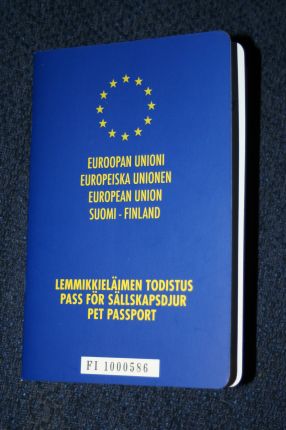 EUROOPAN UNIONI
EUROPEISKA UNIONEN
EUROPEAN UNION
SUOMI - FINLAND
LEMMIKKIELÄIMEN TODISTUS
PASS FÖR SÄLLSKAPSDJUR
PET PASSPORT
FI 1000586